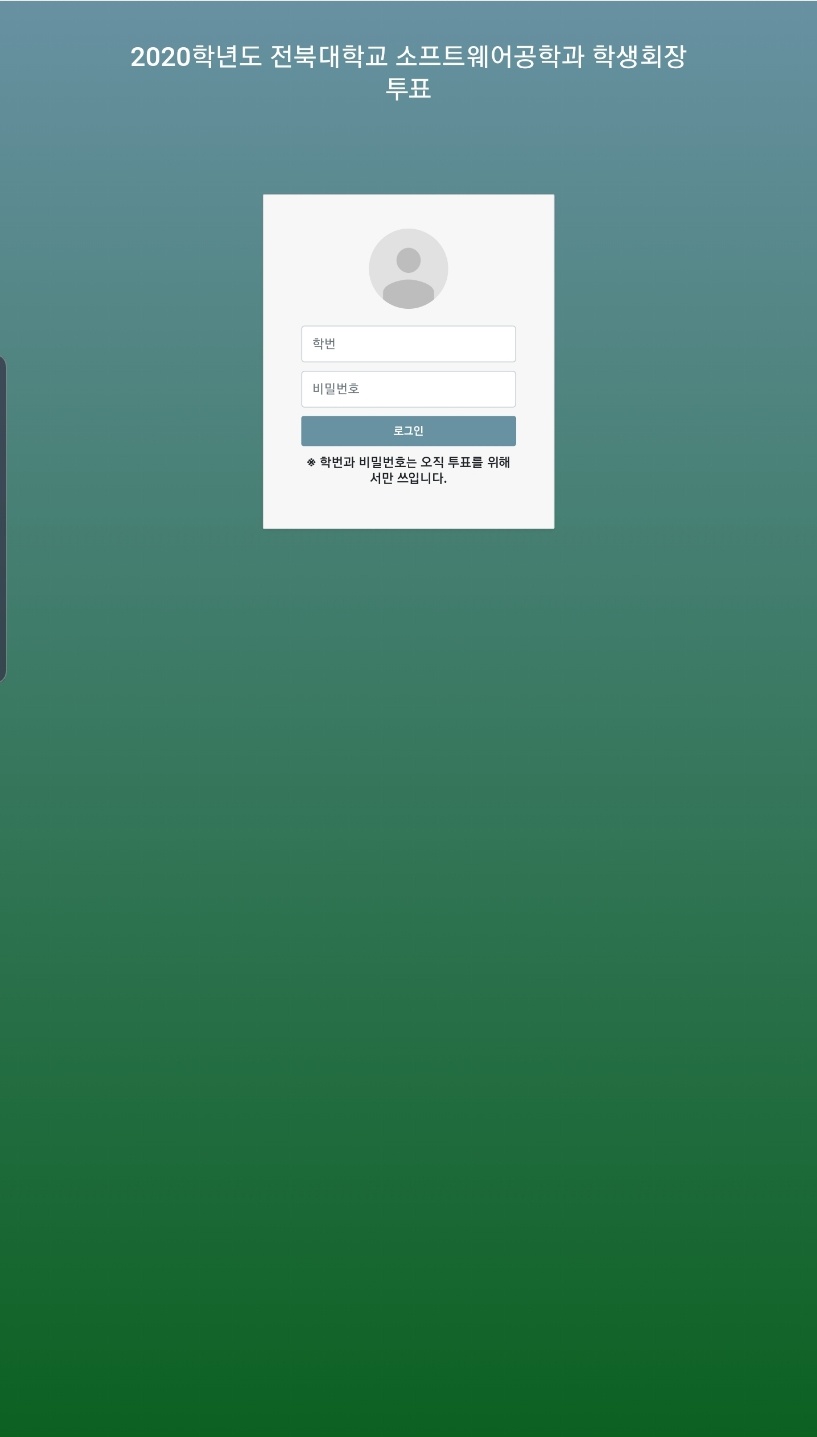 2020학년도 전북대학교 소프트웨어공학과 학생회장
투표
학번
비밀번호
로그인
※ 학번과 비밀번호는 오직 투표를 위해
서만 쓰입니다.